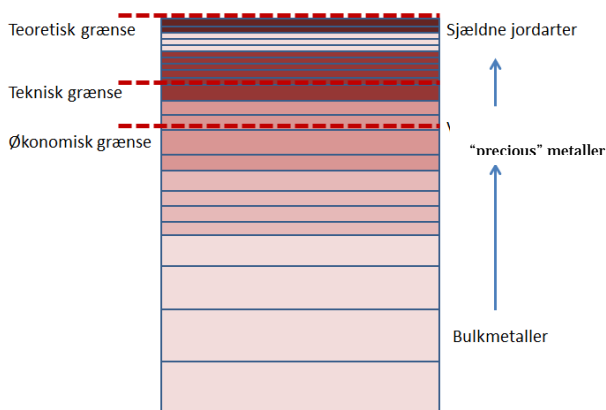 Teoretisk grænse
Sjældne jordarter
Teknisk grænse
Økonomisk grænse
“precious” metaller
Bulkmetaller